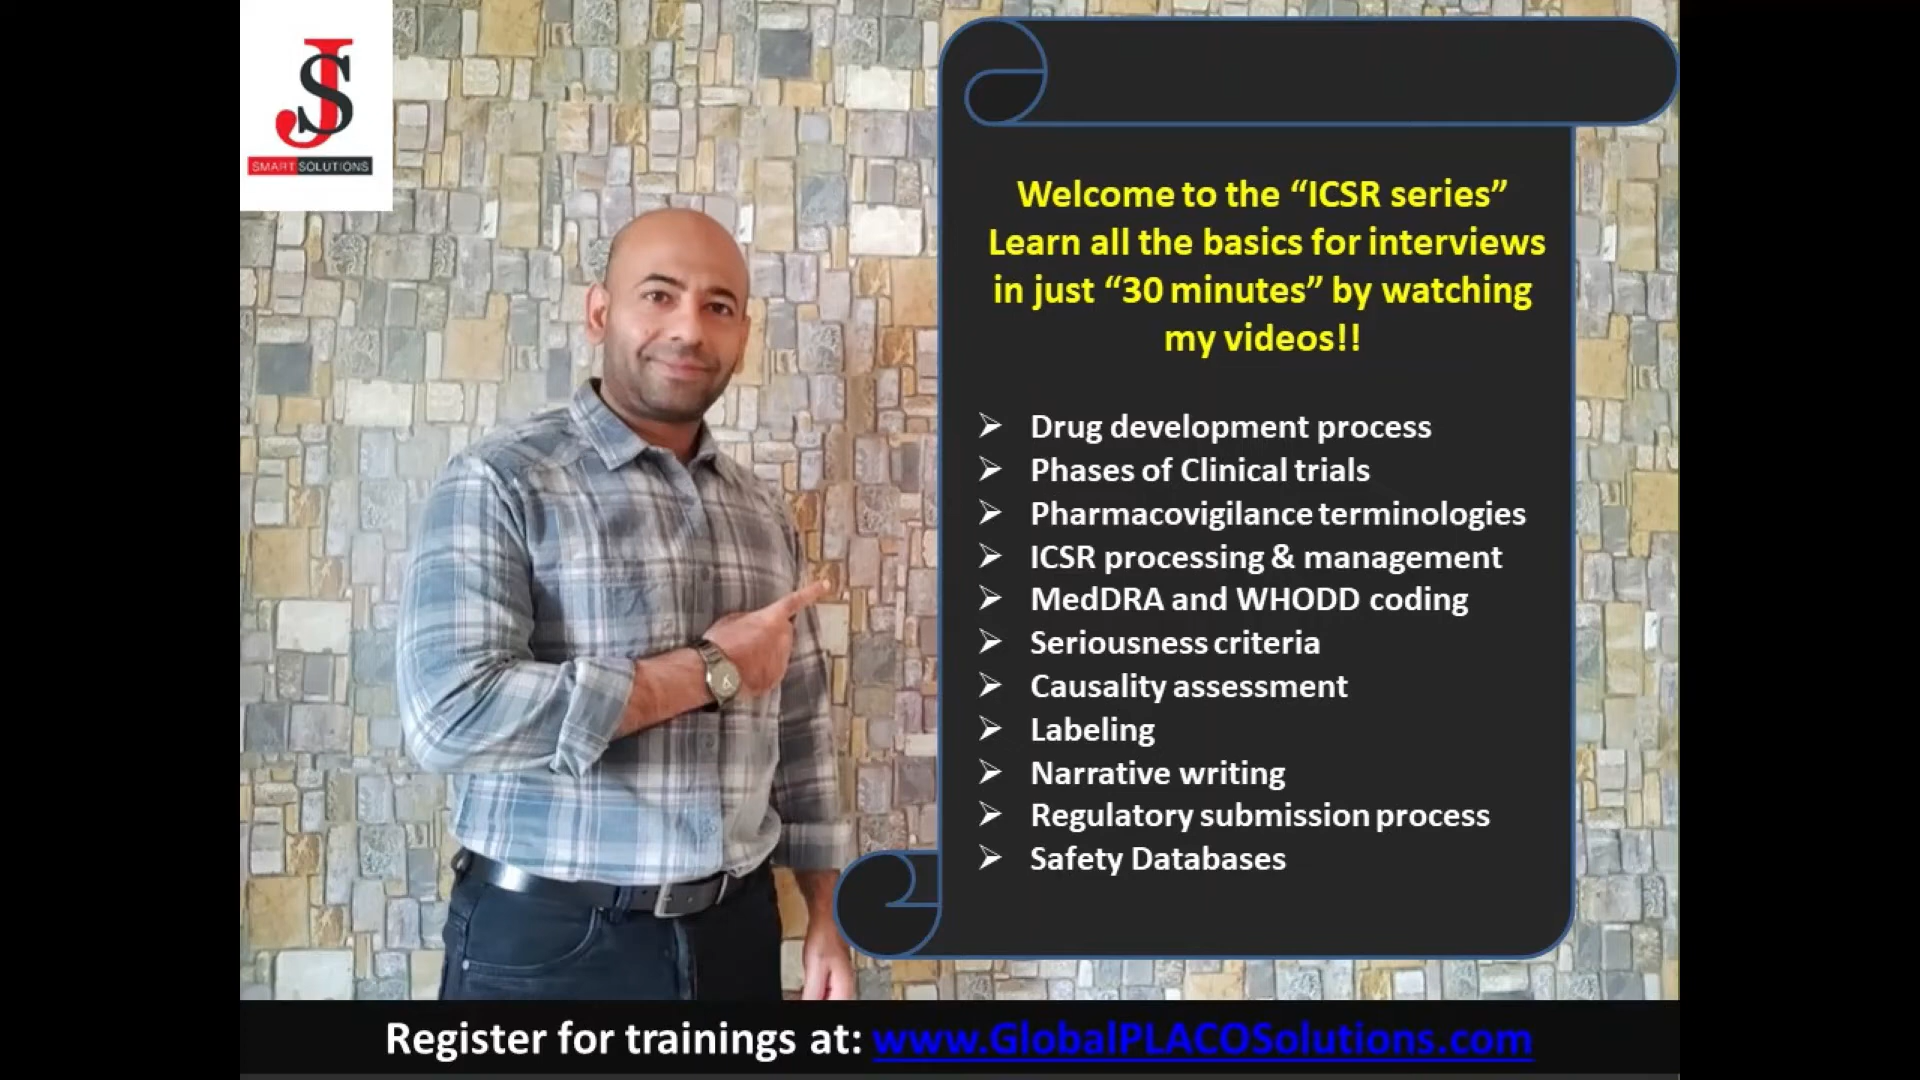 JS
SMART SOLUTIONS
Welcome to the “ICSR series”
Learn all the basics for interviews
in just “30 minutes” by watching
my videos!!
Drug development process
Phases of Clinical trials
Pharmacovigilance terminologies
ICSR processing & management
MedDRA and WHODD coding
Seriousness criteria
Causality assessment
Labeling
Narrative writing
Regulatory submission process
Safety Databases
Register for trainings at: www.GlobalPLACOSolutions.com